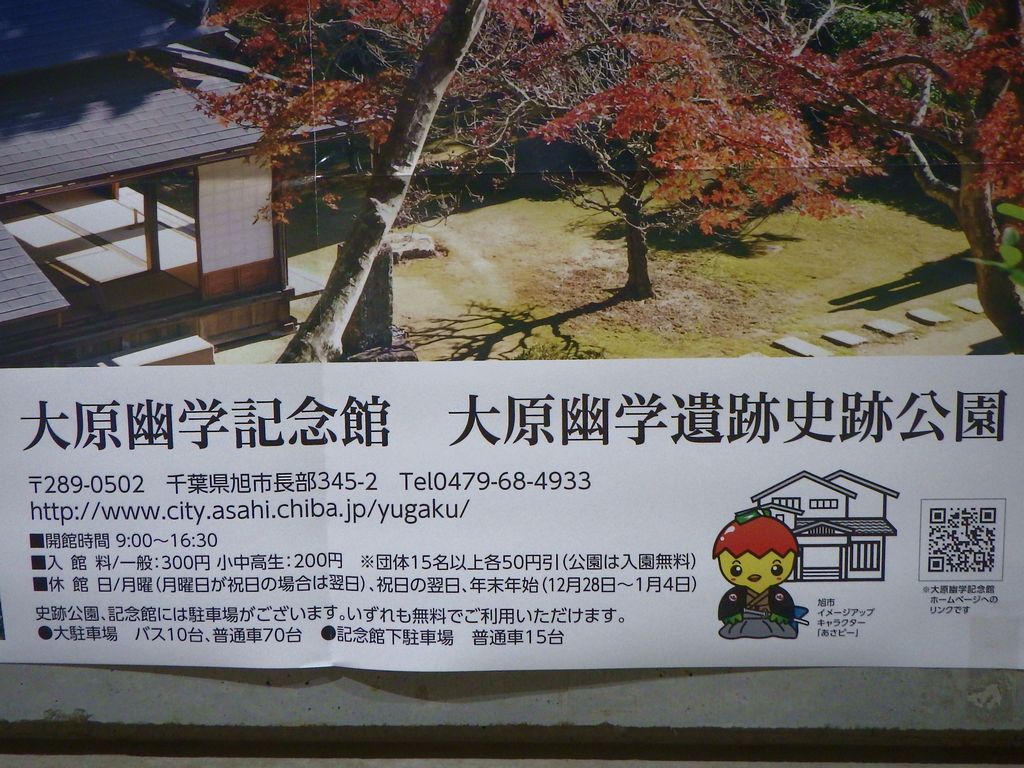 大原幽学記念館　大原幽学遺跡史跡公園
〒289-0502　千葉県旭市長部345-2　Tel0479-68-4933
http://www.city.asahi.chiba.jp/yugaku/
■開館時間 9:00～16:30
■入 館 料/一般：300円 小中高生：200円　※団体15名以上各50円引（公園は入園無料）
■休 館 日/月曜（月曜日が祝日の場合は翌日）、祝日の翌日、年末年始（12月28日～1月4日）
史跡公園、記念館には駐車場がございます。いずれも無料でご利用いただけます。
●大駐車場　バス10台、普通車70台　●記念館下駐車場　普通車15台
旭市
イメージアップ
キャラクター
「あさピー」
※大原幽学記念館
ホームページへの
リンクです